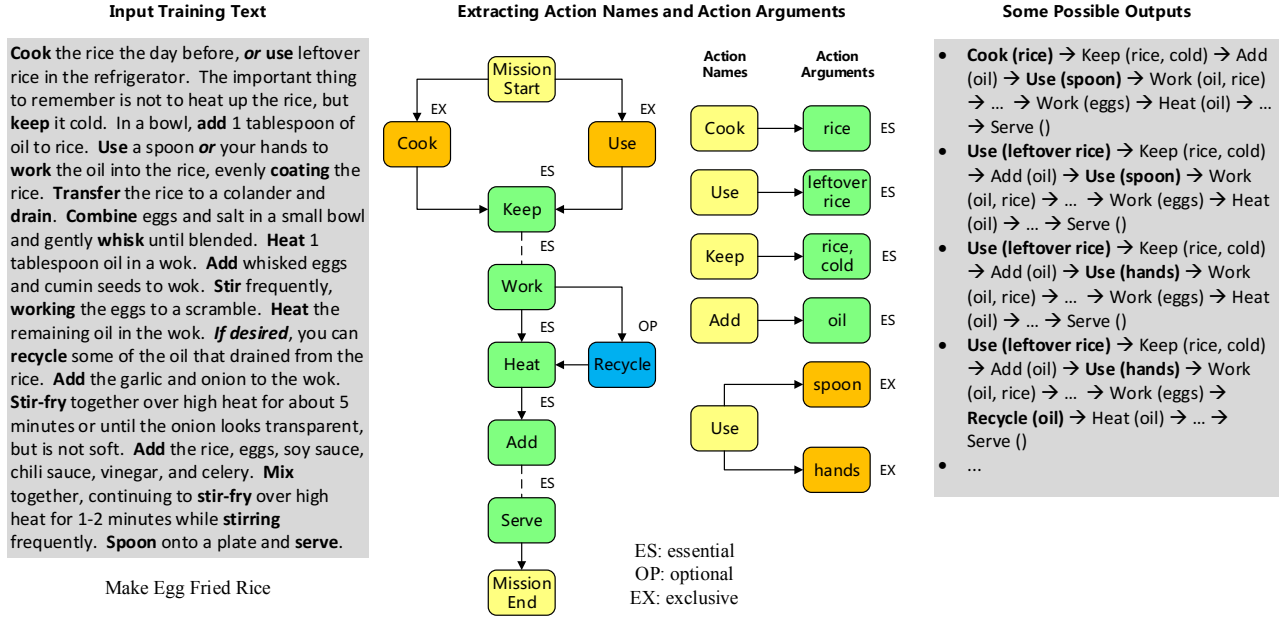 Input Training Text
Cook the rice the day before, or use leftover
rice in the refrigerator. The important thing
to remember is not to heat up the rice, but
keep it cold. In a bowl, add 1 tablespoon of
oil to rice. Use a spoon or your hands to
work the oil into the rice, evenly coating the
rice. Transfer the rice to a colander and
drain. Combine eggs and salt in a small bowl
and gently whisk until blended. Heat 1
tablespoon oil in a wok. Add whisked eggs
and cumin seeds to wok. Stir frequently,
working the eggs to a scramble. Heat the
remaining oil in the wok. If desired, you can
recycle some of the oil that drained from the
rice. Add the garlic and onion to the wok.
Stir-fry together over high heat for about 5
minutes or until the onion looks transparent,
but is not soft. Add the rice, eggs, soy sauce,
chili sauce, vinegar, and celery. Mix
together, continuing to stir-fry over high
heat for 1-2 minutes while stirring
frequently. Spoon onto a plate and serve.
Make Egg Fried Rice
Extracting Action Names and Action Arguments
Mission
Start
EX
EX
Cook
Use
ES
Keep
ES
Work
ES
OP
Heat
Recycle
ES
Add
ES
Serve
Mission
End
Action
Names
Action
Arguments
Cook
rice
ES
Use
leftover
rice
ES
Keep
rice,
cold
ES
Add
oil
ES
Use
spoon
EX
hands
EX
ES: essential
OP: optional
EX: exclusive
Some Possible Outputs
• Cook (rice) → Keep (rice, cold) → Add
(oil) → Use (spoon) → Work (oil, rice)
→ … → Work (eggs) → Heat (oil) → …
→ Serve ()
• Use (leftover rice) → Keep (rice, cold)
→ Add (oil) → Use (spoon) → Work
(oil, rice) → … → Work (eggs) → Heat
(oil) → … → Serve ()
• Use (leftover rice) → Keep (rice, cold)
→ Add (oil) → Use (hands) → Work
(oil, rice) → … → Work (eggs) → Heat
(oil) → … → Serve ()
• Use (leftover rice) → Keep (rice, cold)
→ Add (oil) → Use (hands) → Work
(oil, rice) → … → Work (eggs) →
Recycle (oil) → Heat (oil) → … →
Serve ()
• ...